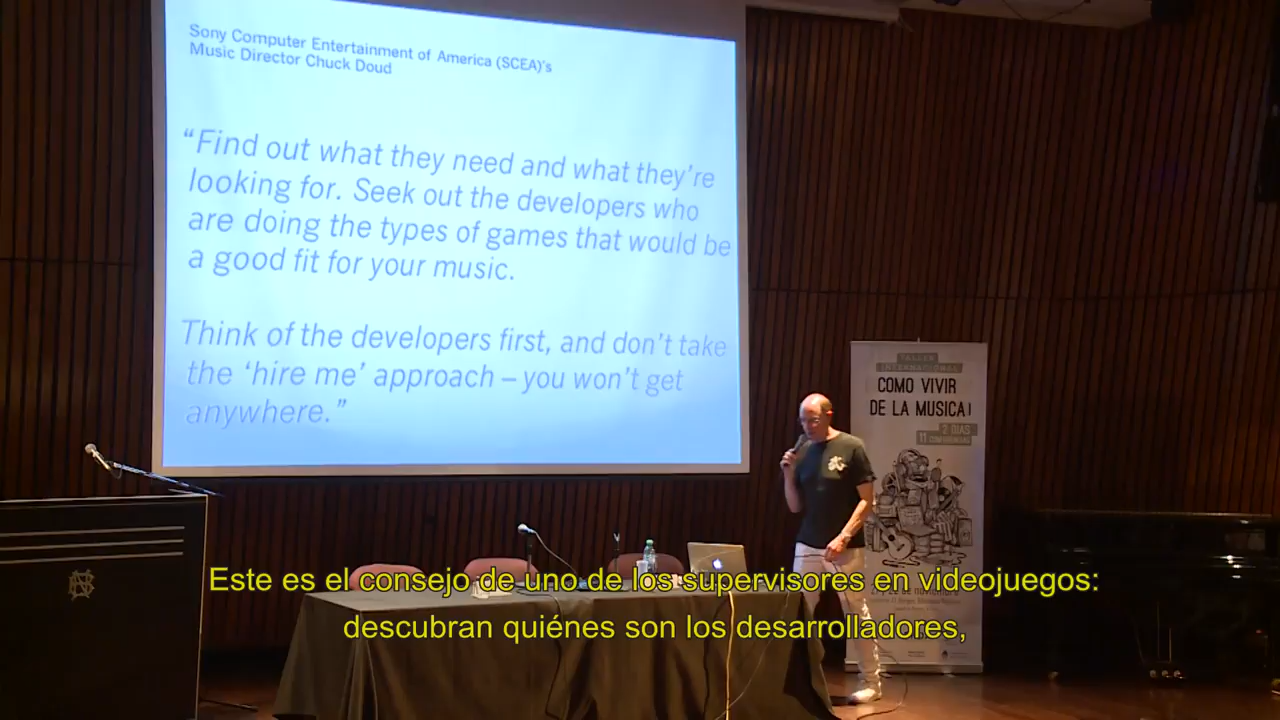 Sony Computer Entertainment of America (SCEA)'s
Music Director Chuck Doud
“Find out what they need and what they’re
looking for. Seek out the developers who
are doing the types of games that would be
a good fit for your music.
Think of the developers first, and don’t take
the ‘hire me’ approach – you won’t get
anywhere.”
TALLER
INTERNACIONAL
COMO VIVIR
DE LA MUSICA!
2 DIAS
11 CONFERENCIAS
Este es el consejo de uno de los supervisores en videojuegos:
descubran quiénes son los desarrolladores,